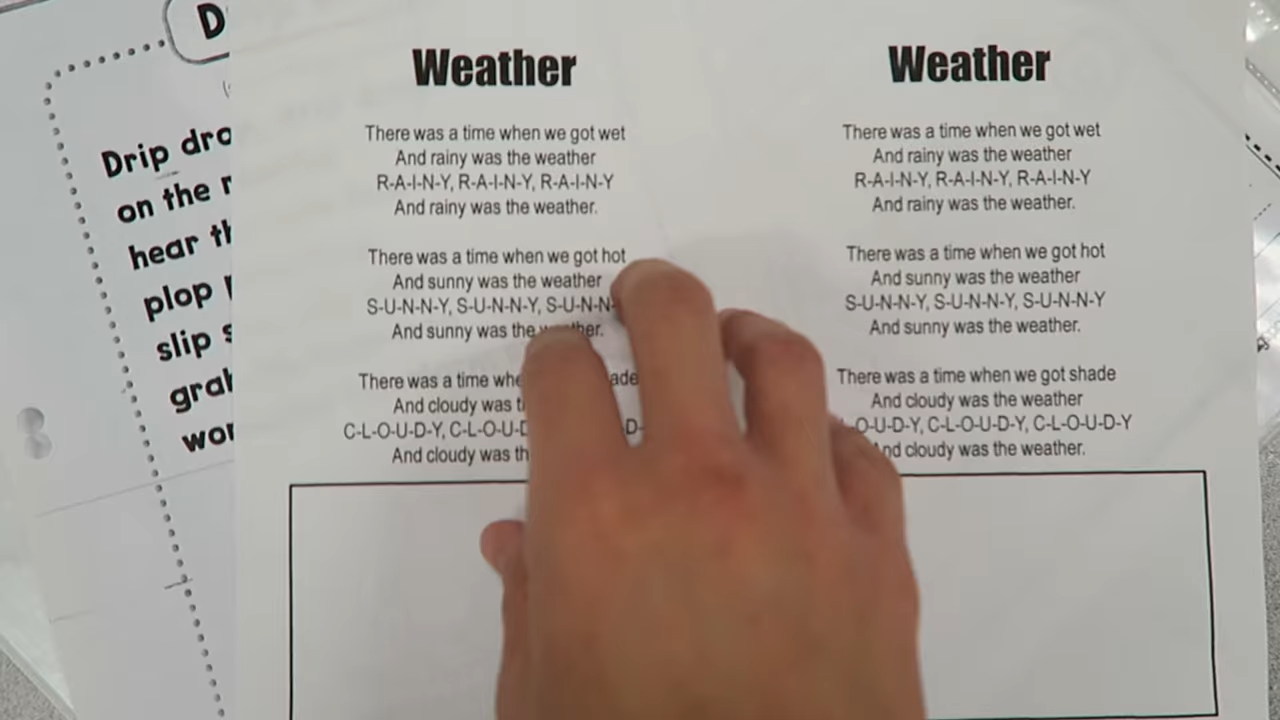 D
Drip dro
on the r
hear th
plop
slip s
gral
wor
Weather
There was a time when we got wet
And rainy was the weather
R-A-I-N-Y, R-A-I-N-Y, R-A-I-N-Y
And rainy was the weather.
There was a time when we got hot
And sunny was the weather
S-U-N-N-Y, S-U-N-N-Y, S-U-N-N-
And sunny was the weather.
There was a time whe ade
And cloudy was t
C-L-O-U-D-Y, C-L-O-U-D D-
And cloudy was th
Weather
There was a time when we got wet
And rainy was the weather
R-A-I-N-Y, R-A-I-N-Y, R-A-I-N-Y
And rainy was the weather.
There was a time when we got hot
And sunny was the weather
S-U-N-N-Y, S-U-N-N-Y, S-U-N-N-Y
And sunny was the weather.
There was a time when we got shade
And cloudy was the weather
L-O-U-D-Y, C-L-O-U-D-Y, C-L-O-U-D-Y
And cloudy was the weather.